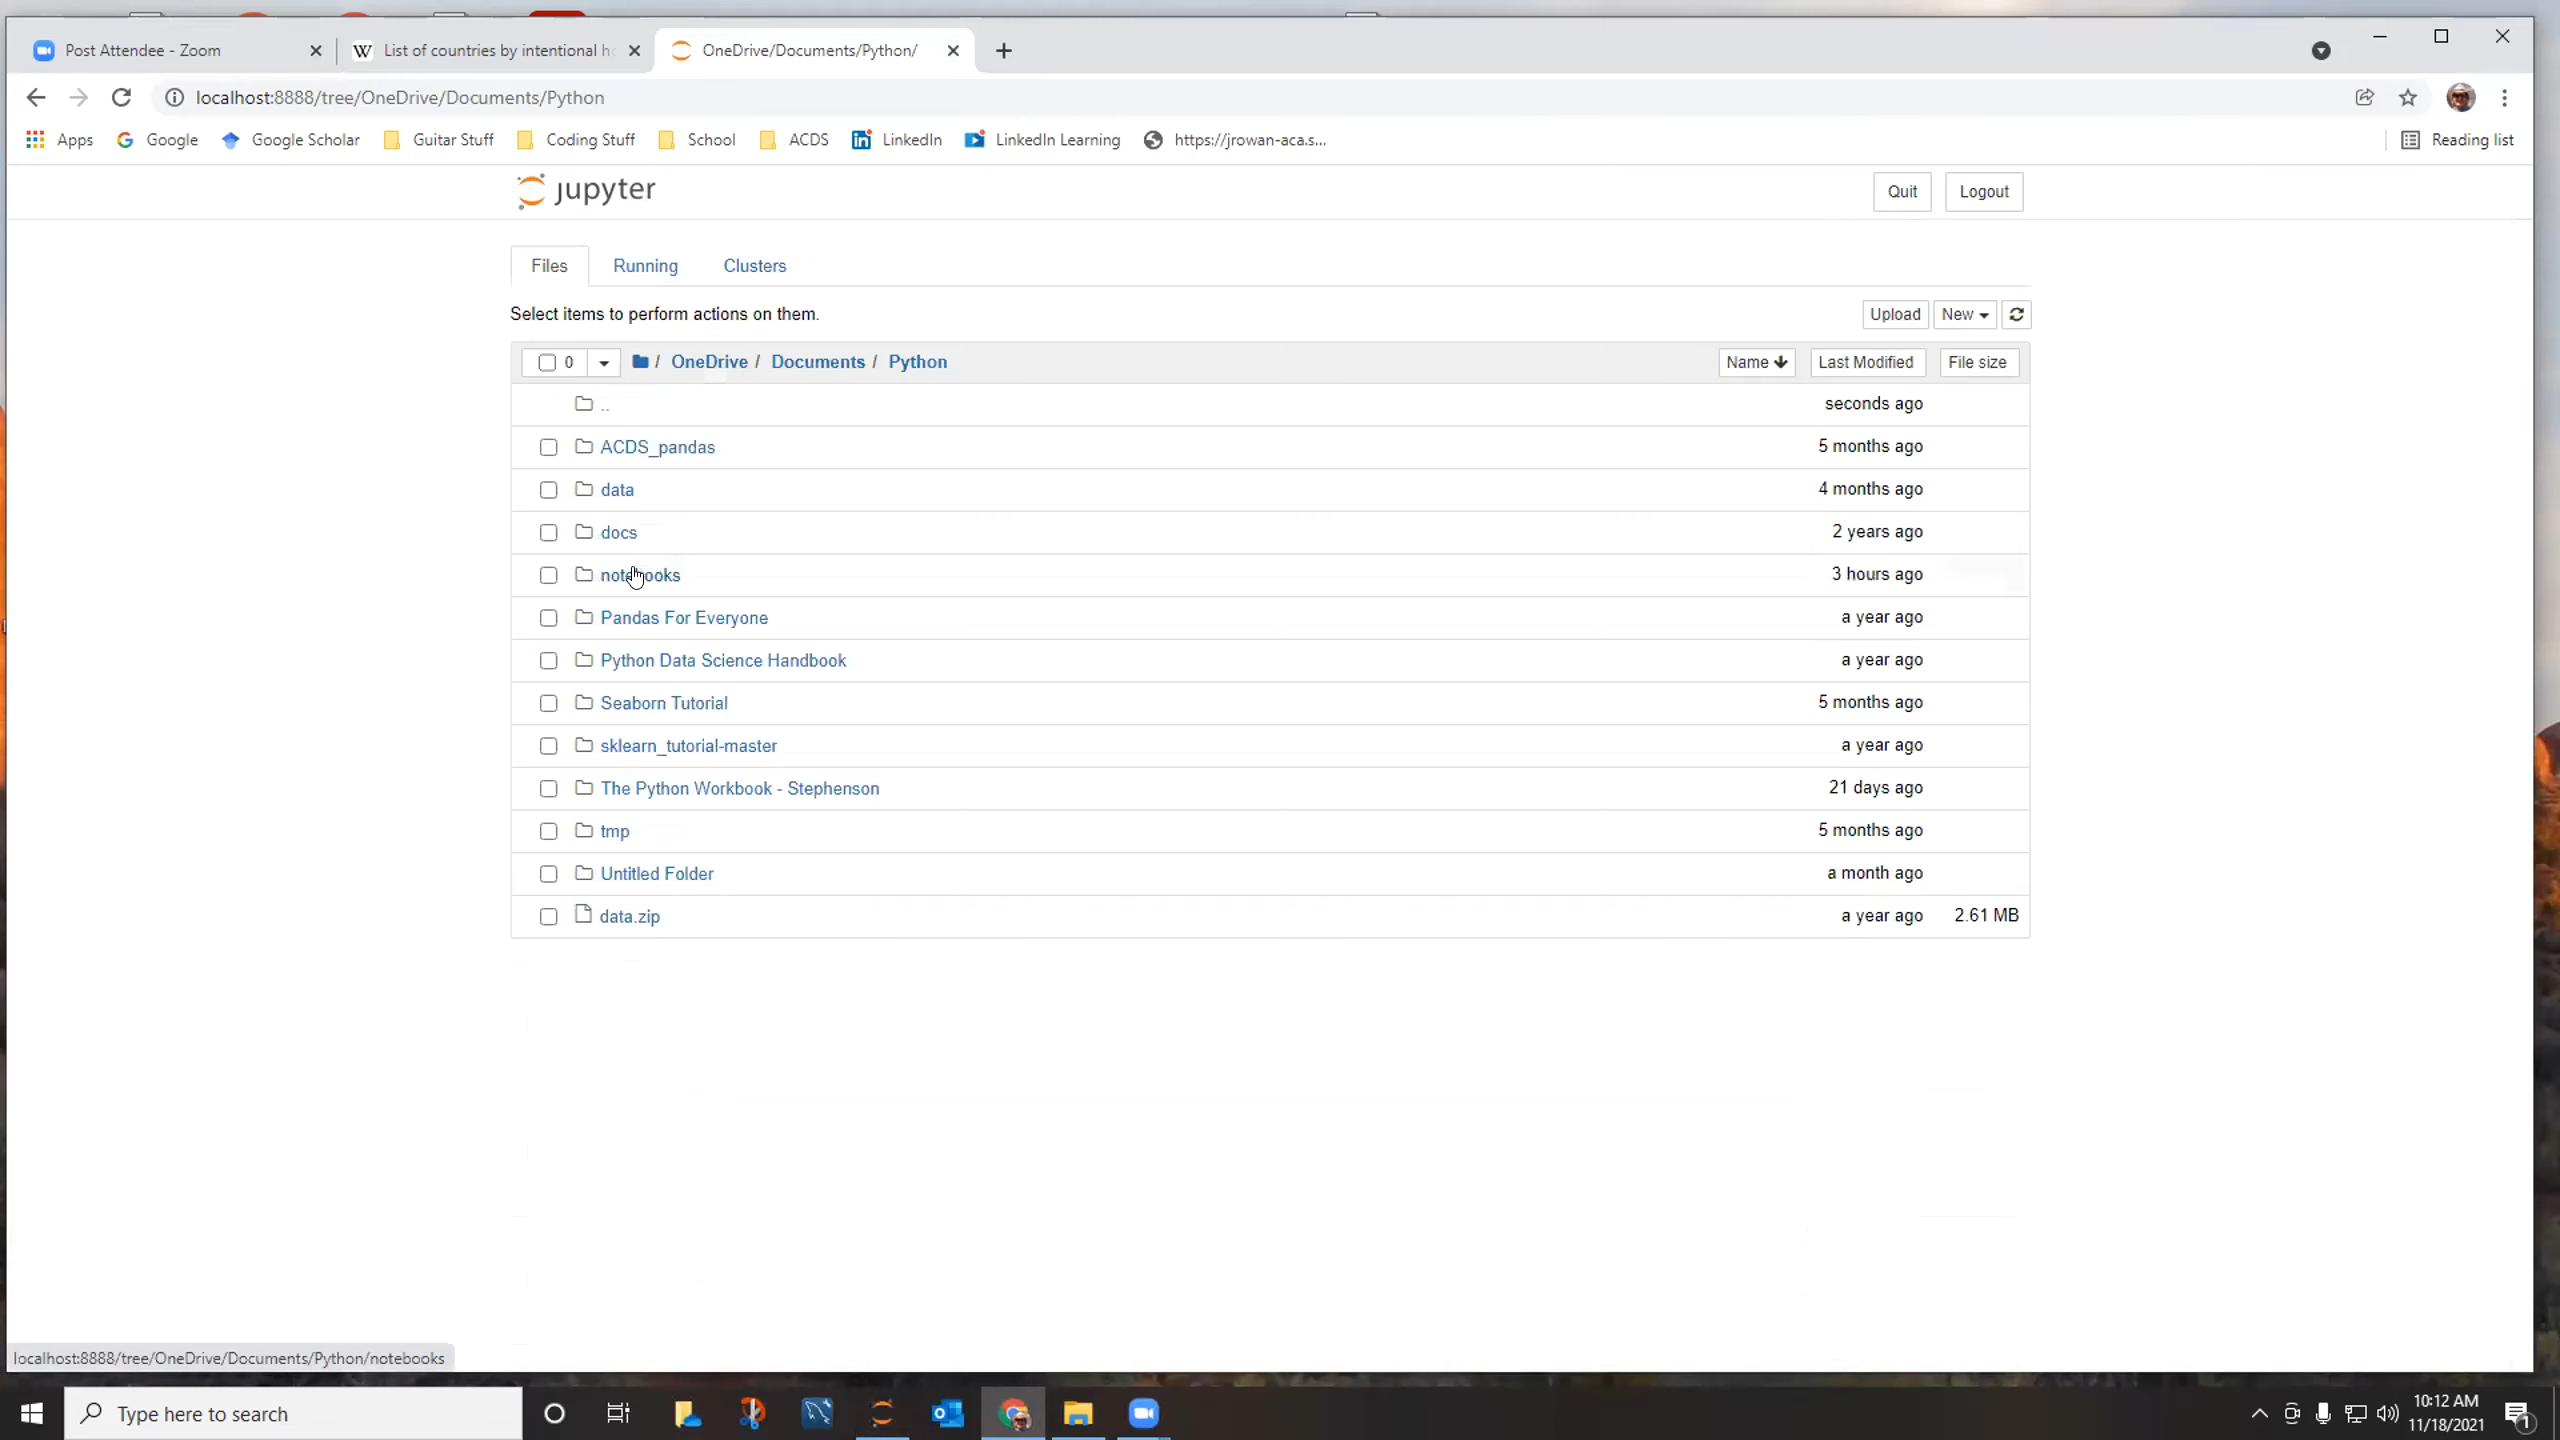 Post Attendee - Zoom
List of countries by intentional ho
OneDrive/Documents/Python/
localhost:8888/tree/OneDrive/Documents/Python
Apps
Google
Google Scholar
Guitar Stuff
Coding Stuff
School
ACDS
LinkedIn
LinkedIn Learning
https://jrowan-aca.s...
Reading list
jupyter
Quit
Logout
Files
Running
Clusters
Select items to perform actions on them.
Upload
New
0
/ OneDrive / Documents / Python
Name
Last Modified
File size
.. seconds ago
ACDS_pandas 5 months ago
data 4 months ago
docs 2 years ago
notebooks 3 hours ago
Pandas For Everyone a year ago
Python Data Science Handbook a year ago
Seaborn Tutorial 5 months ago
sklearn_tutorial-master a year ago
The Python Workbook - Stephenson 21 days ago
tmp 5 months ago
Untitled Folder a month ago
data.zip a year ago 2.61 MB
localhost:8888/tree/OneDrive/Documents/Python/notebooks
Type here to search
10:12 AM
11/18/2021
1